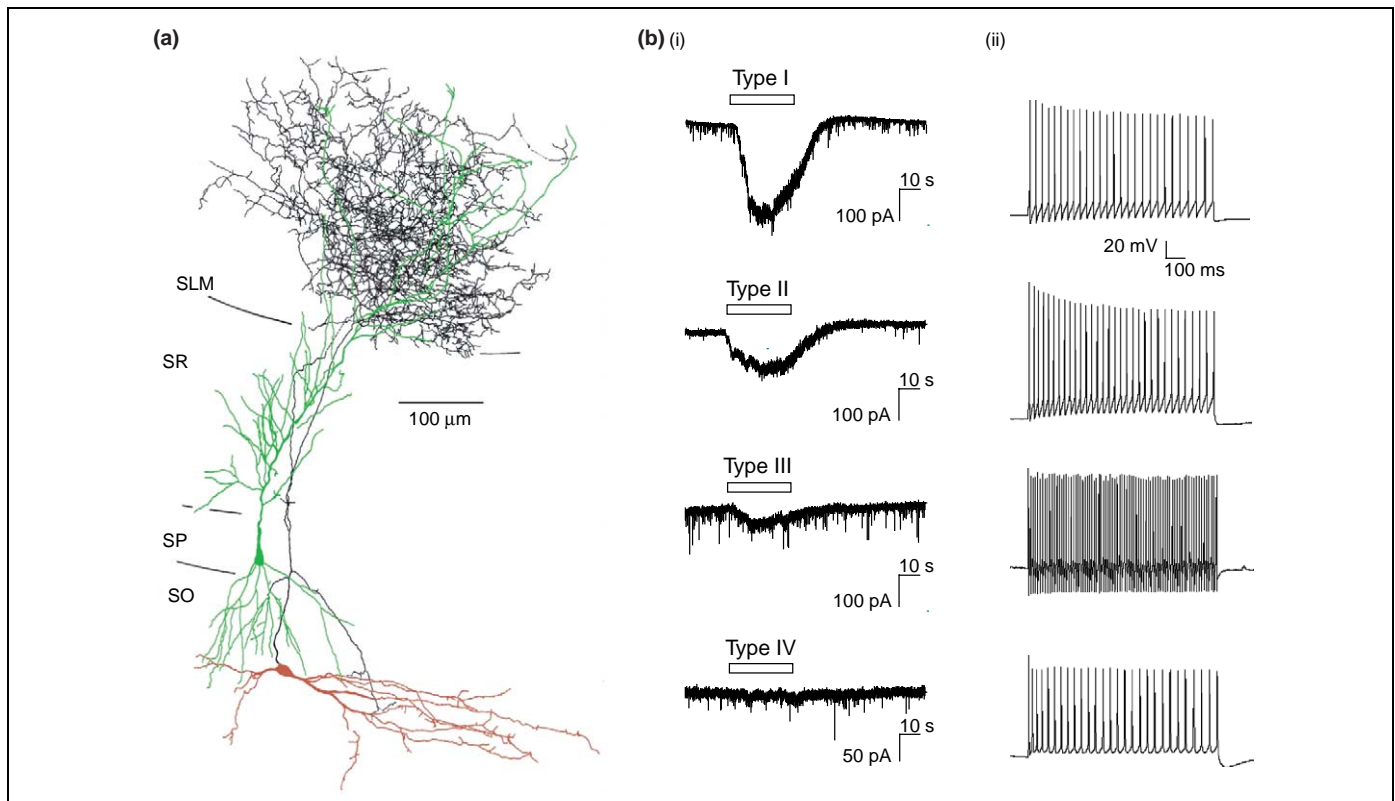 (a)
SLM
SR
100 μm
SP
SO
(b) (i)
Type I
10 s
100 pA
Type II
10 s
100 pA
Type III
10 s
100 pA
Type IV
10 s
50 pA
(ii)
20 mV
100 ms